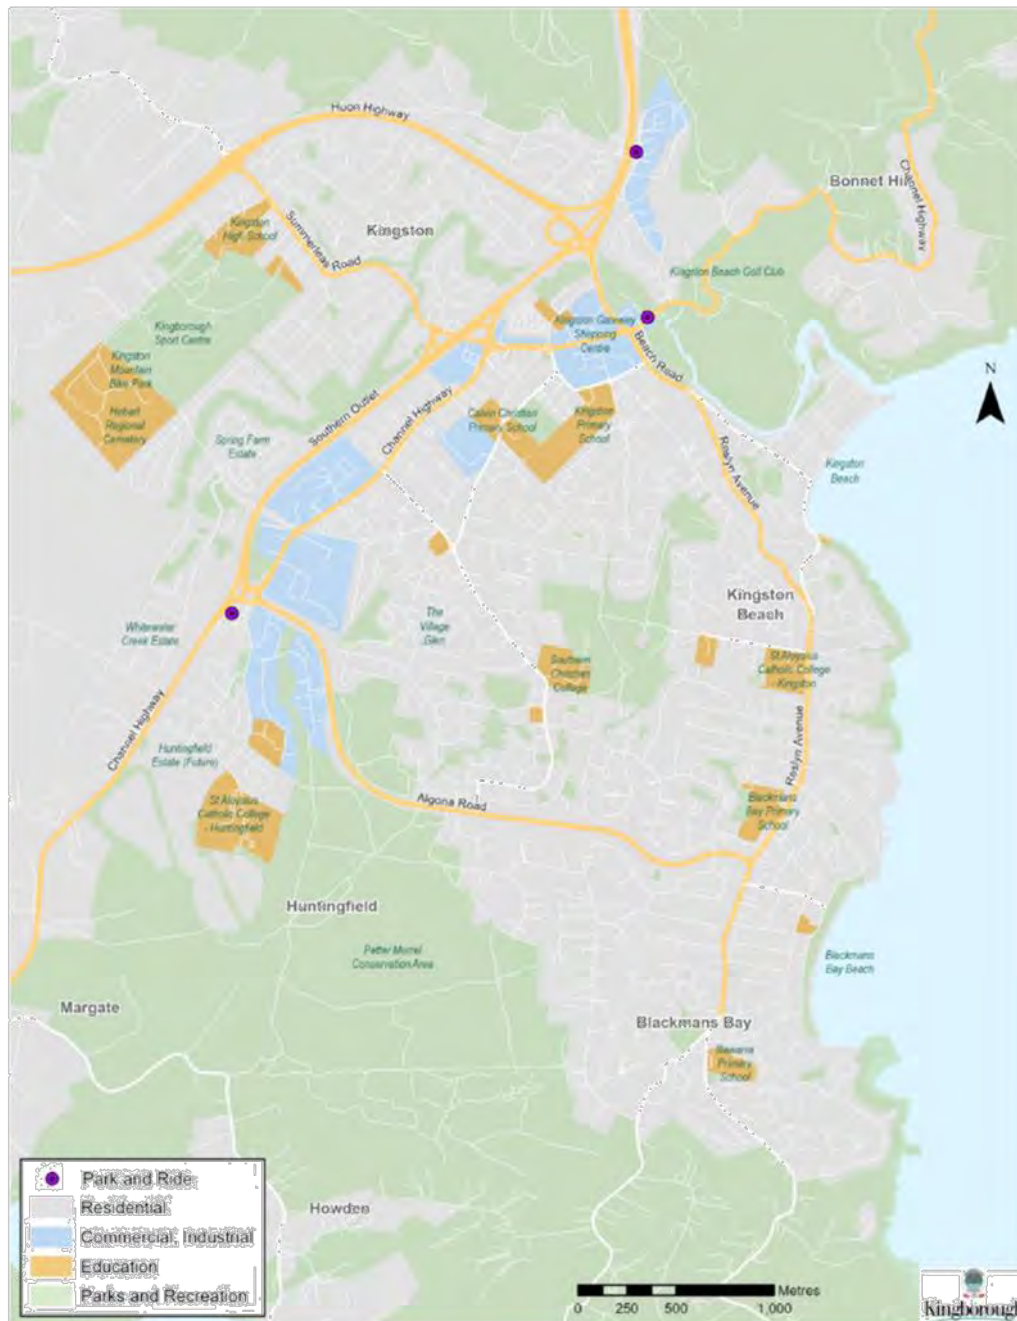 Huon Highway
Bonnet Hill
Channel Highway
Kingston
High School
Summerleas Road
Kingston
Kingston Beach Golf Club
Kingborough
Sport Centre
Kingston Gateway
Shopping
Centre
Beach Road
Kingston
Mountain
Bike Park
Hobart
Regional
Cemetery
N
Southern Outlet
Channel Highway
Calvin Christian
Primary School
Kingston
Primary
School
Spring Farm
Estate
Roslyn Avenue
Kingston
Beach
Kingston
Beach
Whitewater
Creek Estate
The
Village
Glen
Southern
Christian
College
St Aloysius
Catholic College
- Kingston
Channel Highway
Roslyn Avenue
Huntingfield
Estate (Future)
St Aloysius
Catholic College
- Huntingfield
Algona Road
Blackmans
Bay Primary
School
Huntingfield
Peter Murrel
Conservation Area
Blackmans
Bay Beach
Margate
Blackmans Bay
Primary
School
Park and Ride
Residential
Commercial, Industrial
Education
Parks and Recreation
Howden
Metres
0 250 500 1,000
Kingborough